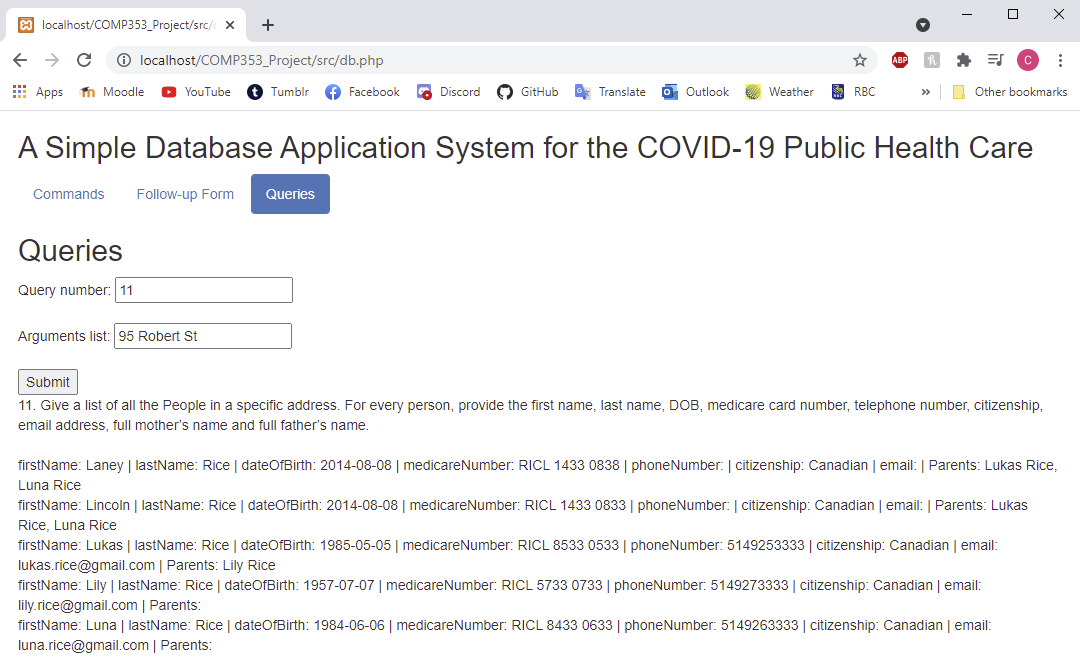 localhost/COMP353_Project/src/d
localhost/COMP353_Project/src/db.php
ABP
C
Apps Moodle YouTube Tumblr Facebook Discord GitHub Translate Outlook Weather RBC » Other bookmarks
A Simple Database Application System for the COVID-19 Public Health Care
Commands Follow-up Form Queries
Queries
Query number: 11
Arguments list: 95 Robert St
Submit
11. Give a list of all the People in a specific address. For every person, provide the first name, last name, DOB, medicare card number, telephone number, citizenship,
email address, full mother’s name and full father’s name.
firstName: Laney | lastName: Rice | dateOfBirth: 2014-08-08 | medicareNumber: RICL 1433 0838 | phoneNumber: | citizenship: Canadian | email: | Parents: Lukas Rice,
Luna Rice
firstName: Lincoln | lastName: Rice | dateOfBirth: 2014-08-08 | medicareNumber: RICL 1433 0833 | phoneNumber: | citizenship: Canadian | email: | Parents: Lukas
Rice, Luna Rice
firstName: Lukas | lastName: Rice | dateOfBirth: 1985-05-05 | medicareNumber: RICL 8533 0533 | phoneNumber: 5149253333 | citizenship: Canadian | email:
lukas.rice@gmail.com | Parents: Lily Rice
firstName: Lily | lastName: Rice | dateOfBirth: 1957-07-07 | medicareNumber: RICL 5733 0733 | phoneNumber: 5149273333 | citizenship: Canadian | email:
lily.rice@gmail.com | Parents:
firstName: Luna | lastName: Rice | dateOfBirth: 1984-06-06 | medicareNumber: RICL 8433 0633 | phoneNumber: 5149263333 | citizenship: Canadian | email:
luna.rice@gmail.com | Parents: